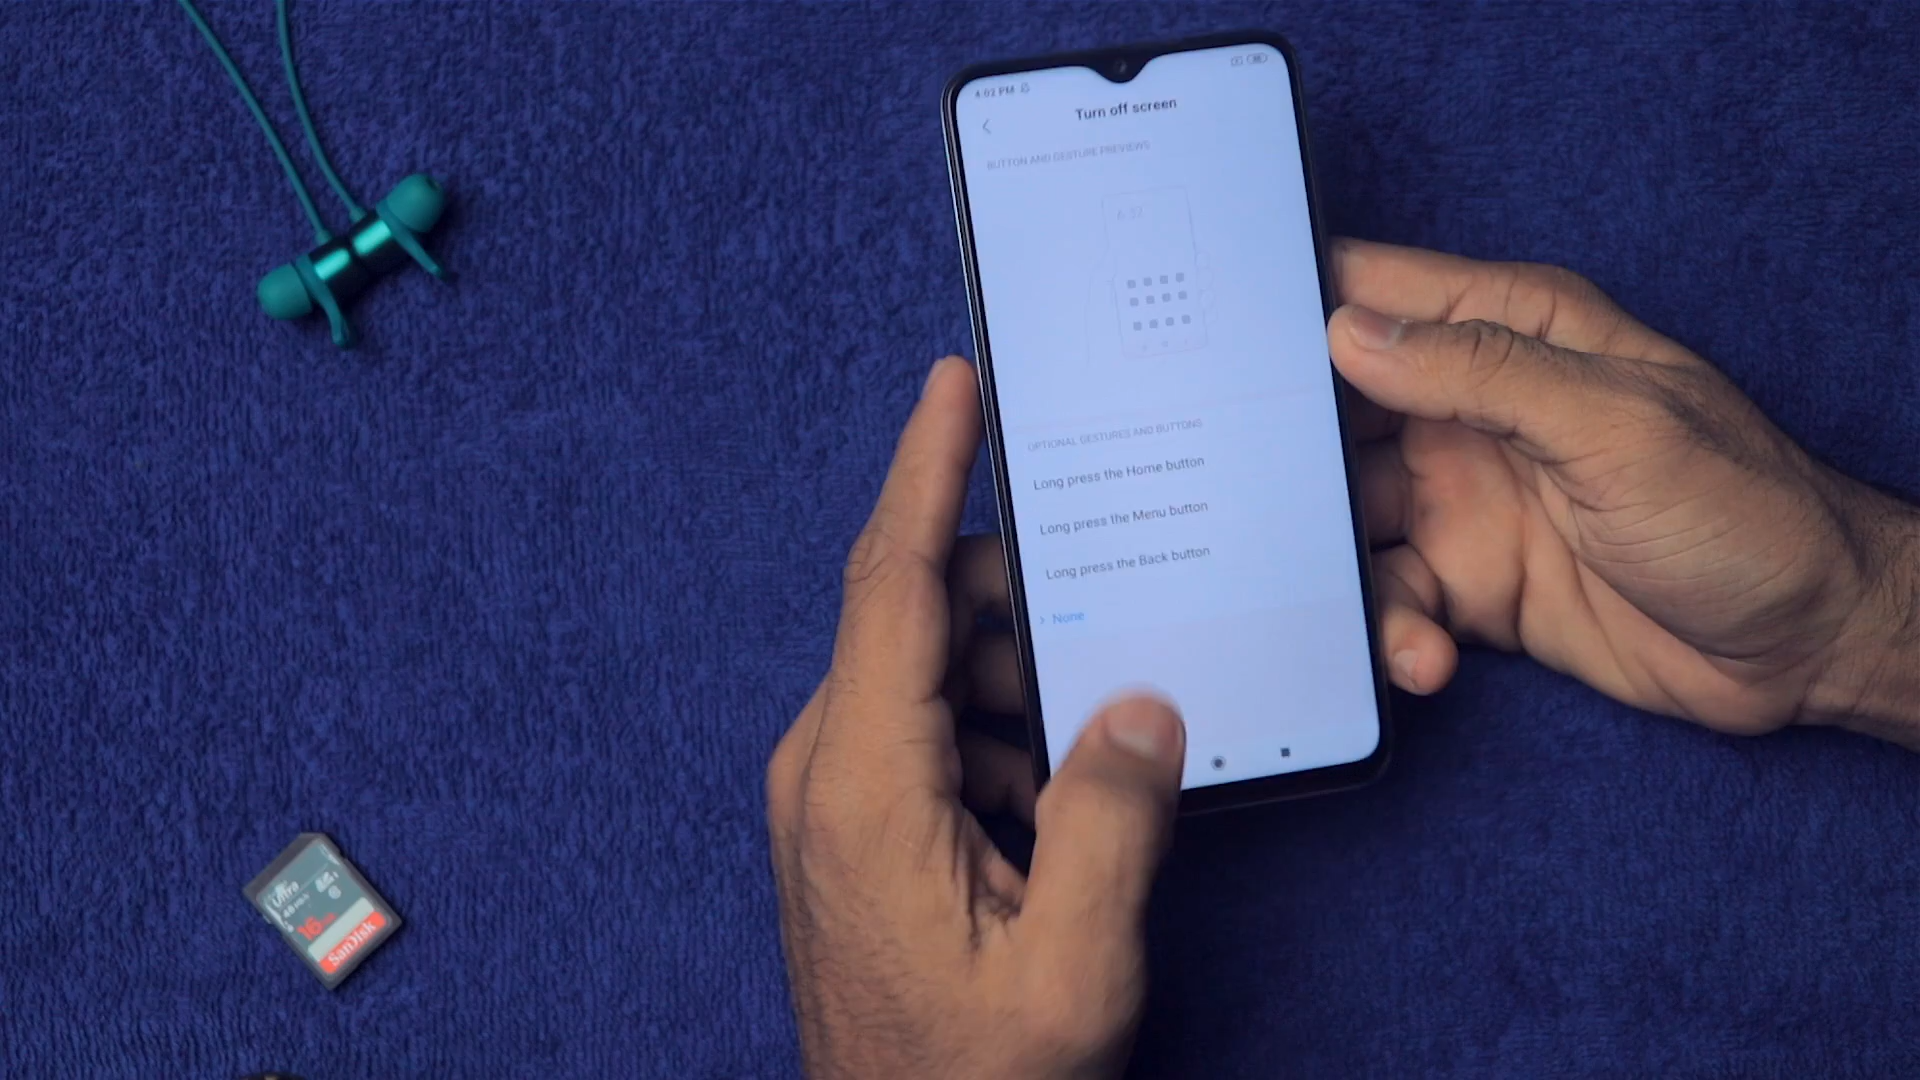 4:02 PM
Turn off screen
BUTTON AND GESTURE PREVIEWS
OPTIONAL GESTURES AND BUTTONS
Long press the Home button
Long press the Menu button
Long press the Back button
None
Ultra
16
SanDisk